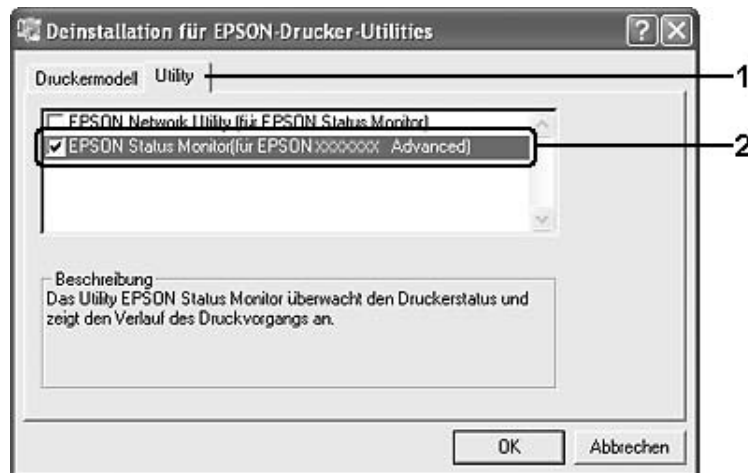 Deinstallation für EPSON-Drucker-Utilities
Druckermodell Utility
1
EPSON Network Utility (für EPSON Status Monitor)
EPSON Status Monitor(für EPSON XXXXXXX Advanced)
2
Beschreibung
Das Utility EPSON Status Monitor überwacht den Druckerstatus und
zeigt den Verlauf des Druckvorgangs an.
OK Abbrechen